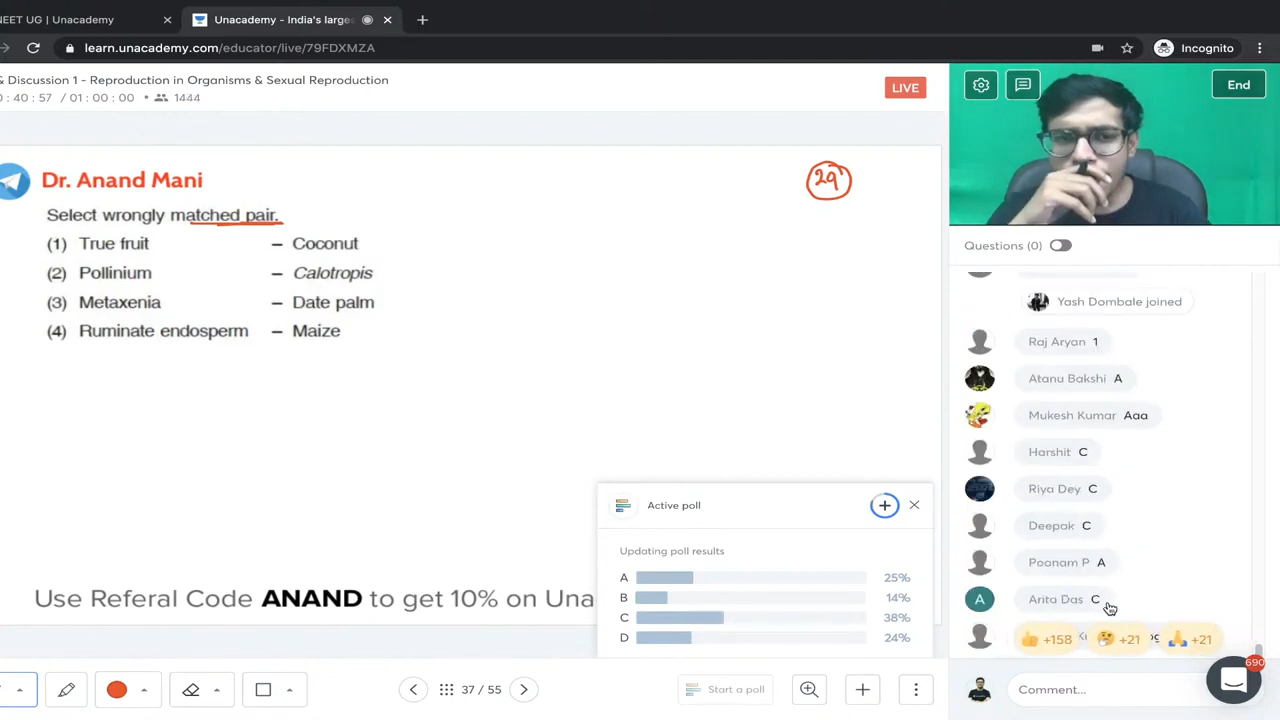 NEET UG | Unacademy
Unacademy - India's larges
learn.unacademy.com/educator/live/79FDXMZA
Incognito
& Discussion 1 - Reproduction in Organisms & Sexual Reproduction
0 : 40 : 57 / 01 : 00 : 00 • 1444
LIVE
End
Dr. Anand Mani
29
Select wrongly matched pair.
(1) True fruit – Coconut
(2) Pollinium – Calotropis
(3) Metaxenia – Date palm
(4) Ruminate endosperm – Maize
Questions (0)
Yash Dombale joined
Raj Aryan 1
Atanu Bakshi A
Mukesh Kumar Aaa
Harshit C
Riya Dey C
Deepak C
Poonam P A
Arita Das C
+158 +21 +21
Active poll
Updating poll results
A 25%
B 14%
C 38%
D 24%
Use Referal Code ANAND to get 10% on Una
37 / 55
Start a poll
690
Comment...